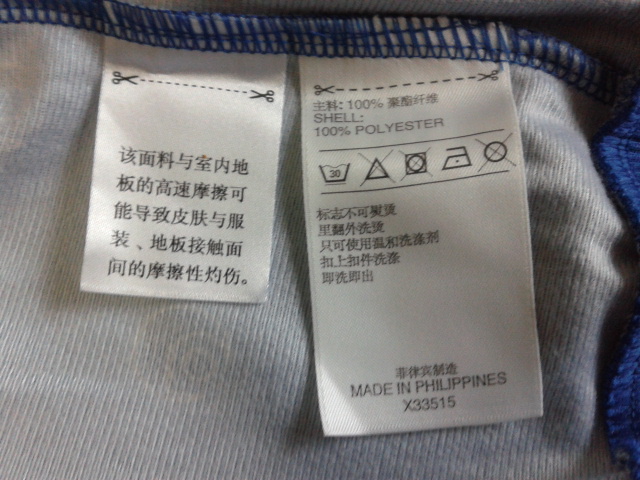 该面料与室内地
板的高速摩擦可
能导致皮肤与服
装、地板接触面
间的摩擦性灼伤。
主料: 100% 聚酯纤维
SHELL:
100% POLYESTER
30
标志不可熨烫
里翻外洗烫
只可使用温和洗涤剂
扣上扣件洗涤
即洗即出
菲律宾制造
MADE IN PHILIPPINES
X33515